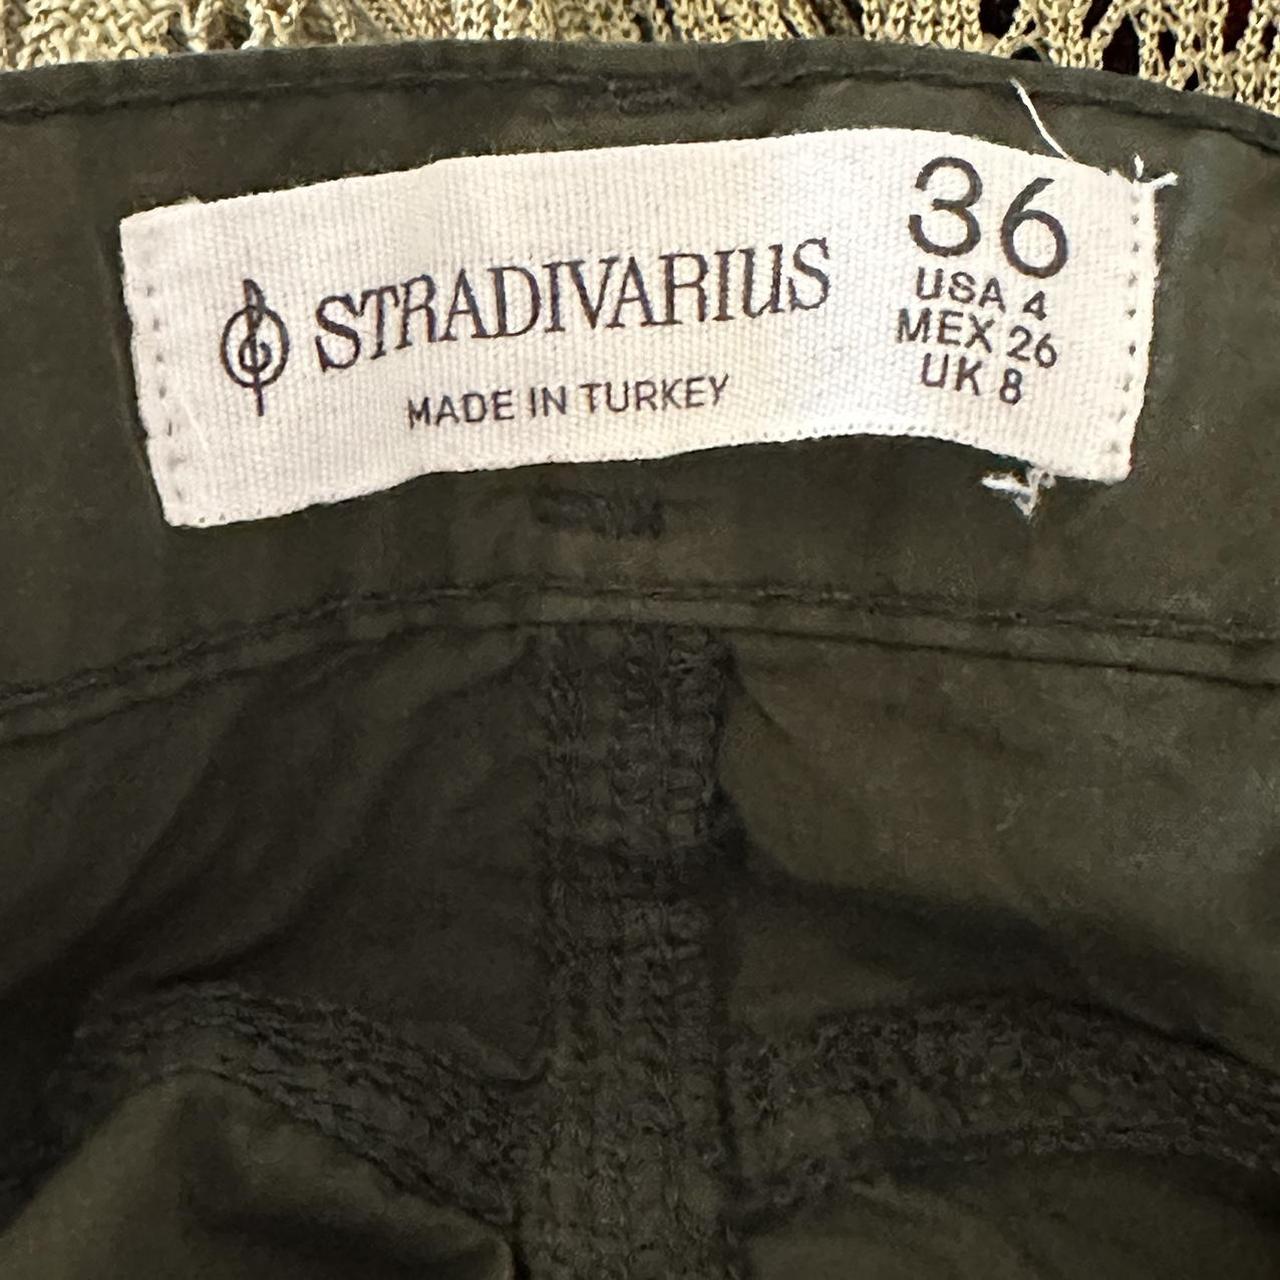 STRADIVARIUS
MADE IN TURKEY
36
USA 4
MEX 26
UK 8